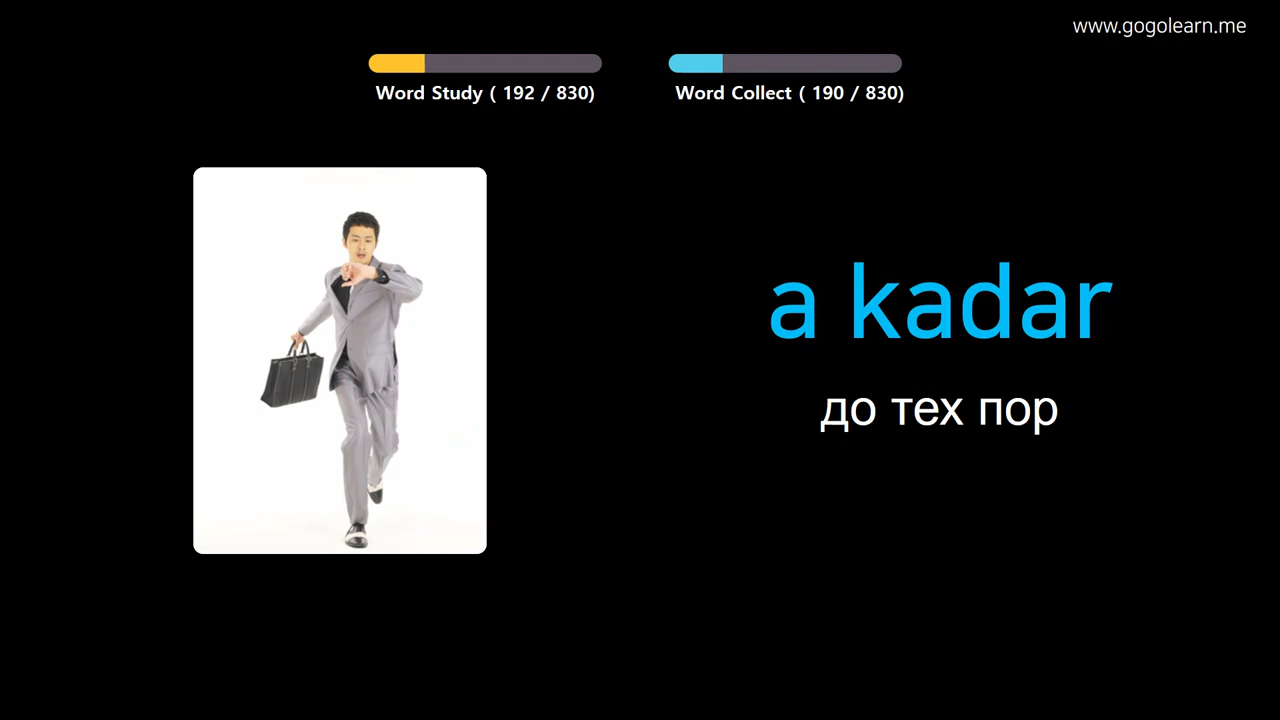 www.gogolearn.me
Word Study ( 192 / 830)
Word Collect ( 190 / 830)
a kadar
до тех пор